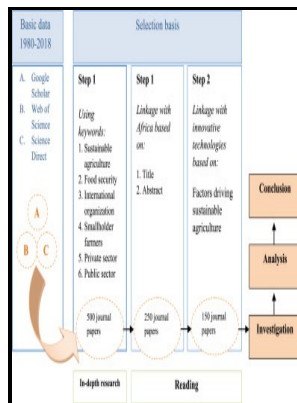 Basic data
1980-2018
Selection basis
A. Google
Scholar
B. Web of
Science
C. Science
Direct
A
B
C
Step 1
Using
keywords:
1. Sustainable
agriculture
2. Food security
3. International
organization
4. Smallholder
farmers
5. Private sector
6. Public sector
500 journal
papers
Step 1
Linkage with
Africa based
on:
1. Title
2. Abstract
250 journal
papers
Step 2
Linkage with
innovative
technologies
based on:
Factors driving
sustainable
agriculture
150 journal
papers
Conclusion
Analysis
Investigation
In-depth research
Reading